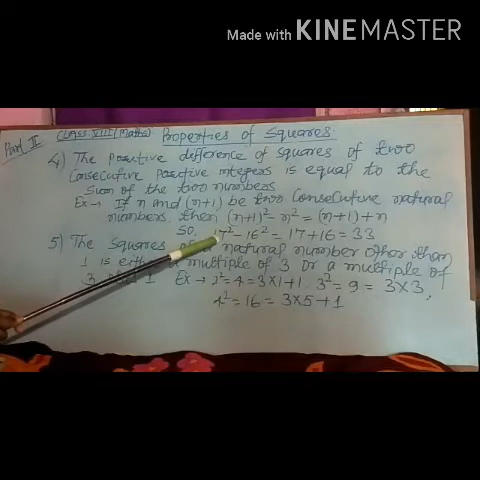 Made with KINEMASTER
Part II Class VIII (Maths) Properties of Squares
4) The positive difference of squares of two
consecutive positive integers is equal to the
sum of the two numbers
Ex → If n and (n+1) be two consecutive natural
numbers. then (n+1)² - n² = (n+1) + n
So. 17² - 16² = 17 + 16 = 33
5) The squares of a natural number other than
1 is either a multiple of 3 or a multiple of
3 1 Ex → 2² = 4 = 3×1+1. 3² = 9 = 3×3,
4² = 16 = 3×5+1